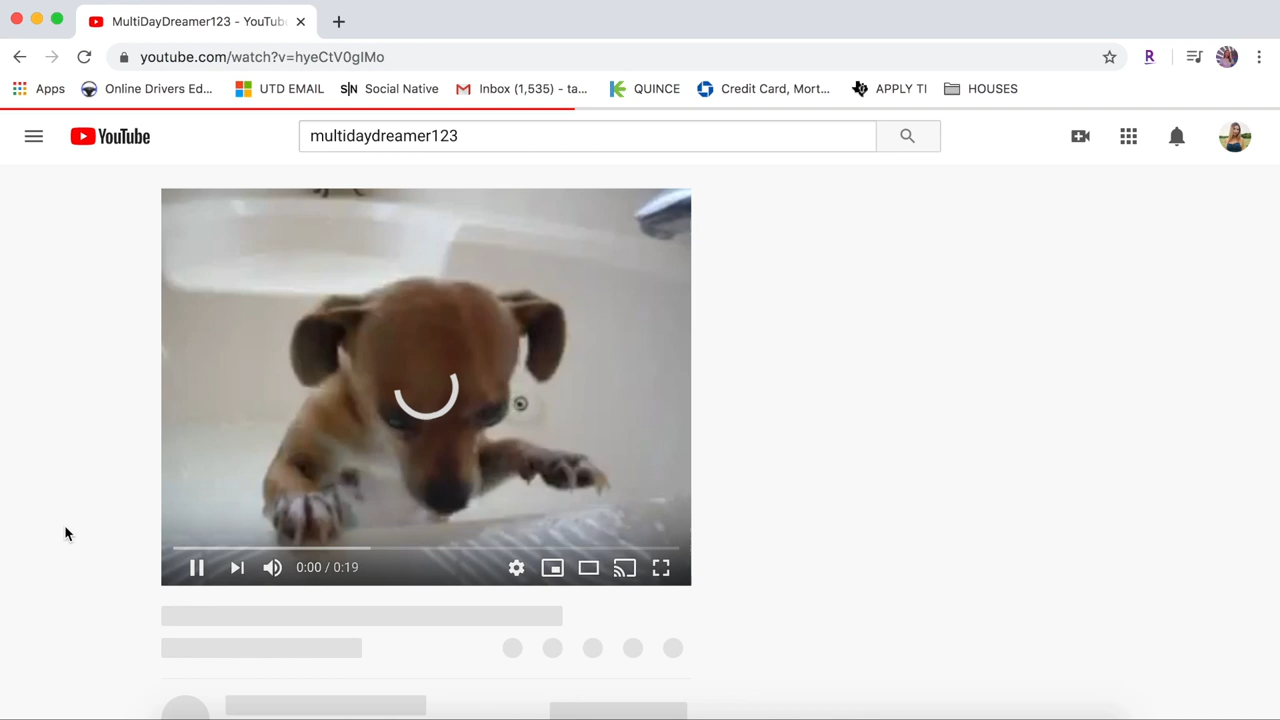 MultiDayDreamer123 - YouTube
youtube.com/watch?v=hyeCtV0gIMo
Apps
Online Drivers Ed...
UTD EMAIL
S|N Social Native
Inbox (1,535) - ta...
QUINCE
Credit Card, Mort...
APPLY TI
HOUSES
R
YouTube
multidaydreamer123
0:00 / 0:19